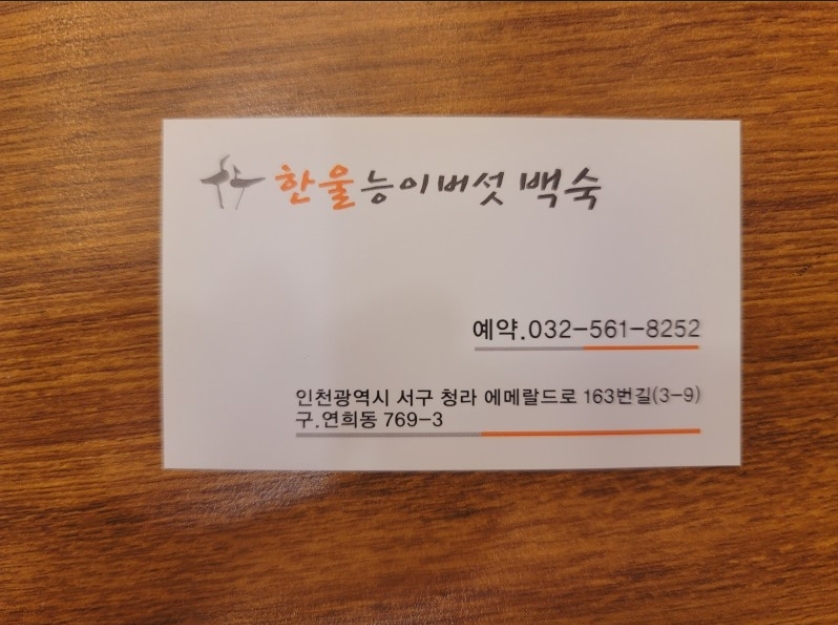 한울능이버섯 백숙
예약.032-561-8252
인천광역시 서구 청라 에메랄드로 163번길(3-9)
구.연희동 769-3